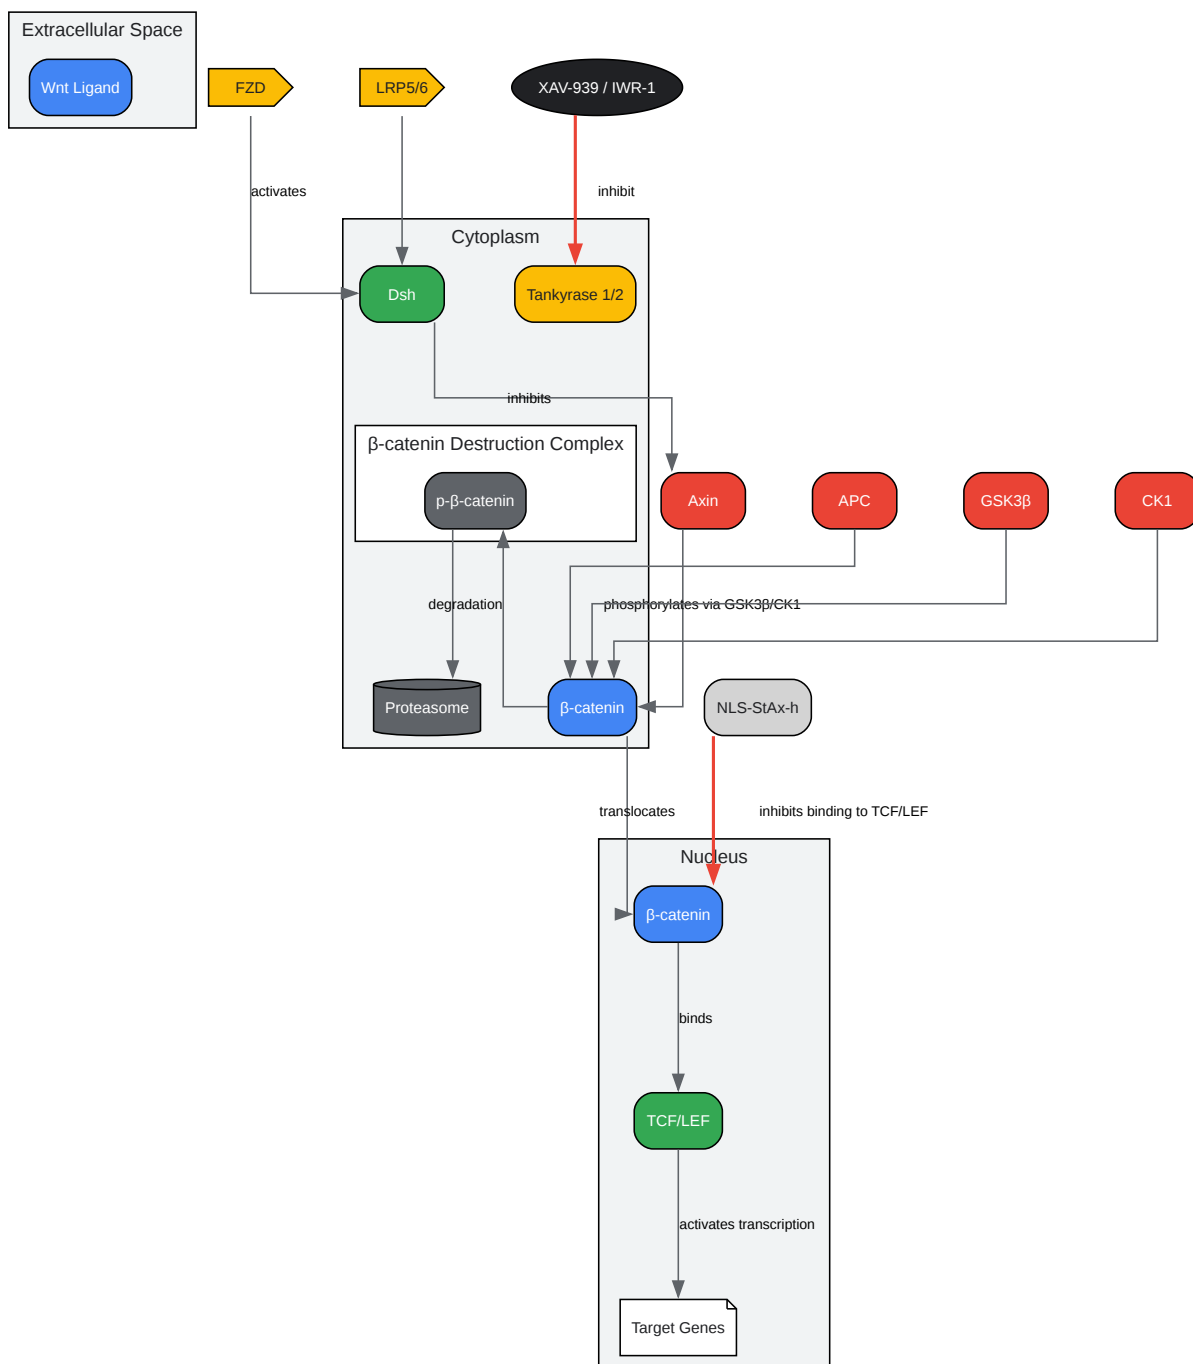 Extracellular Space
Wnt Ligand
FZD
LRP5/6
XAV-939 / IWR-1
activates
inhibit
Cytoplasm
Dsh
Tankyrase 1/2
inhibits
β-catenin Destruction Complex
p-β-catenin
Axin
APC
GSK3β
CK1
degradation
phosphorylates via GSK3β/CK1
Proteasome
β-catenin
NLS-StAx-h
translocates
inhibits binding to TCF/LEF
Nucleus
β-catenin
binds
TCF/LEF
activates transcription
Target Genes